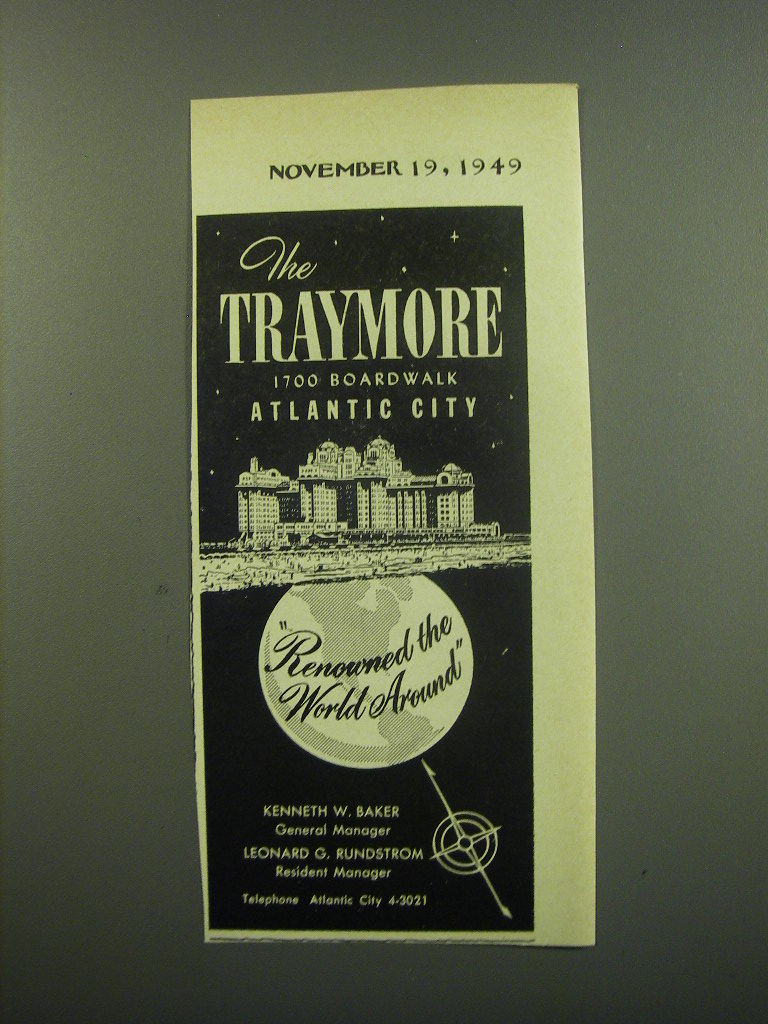 NOVEMBER 19, 1949
The
TRAYMORE
1700 BOARDWALK
ATLANTIC CITY
"Renowned the
World Around"
KENNETH W. BAKER
General Manager
LEONARD G. RUNDSTROM
Resident Manager
Telephone Atlantic City 4-3021